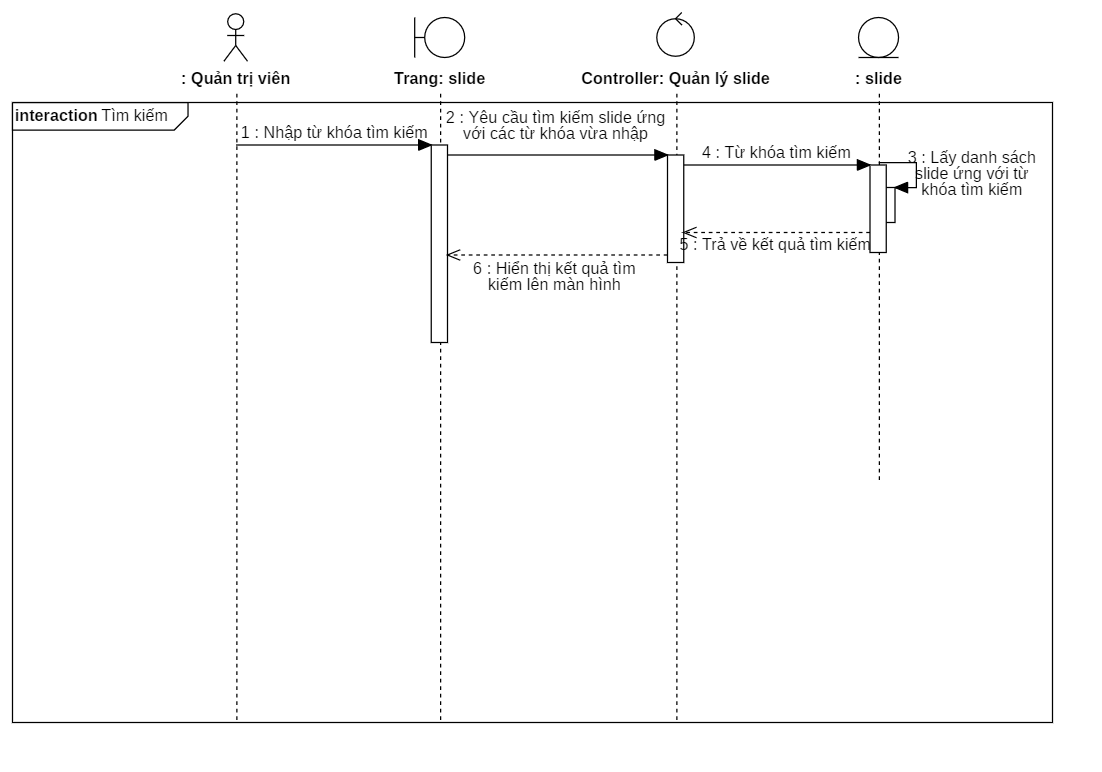 : Quản trị viên
Trang: slide
Controller: Quản lý slide
: slide
interaction Tìm kiếm
1 : Nhập từ khóa tìm kiếm
2 : Yêu cầu tìm kiếm slide ứng
với các từ khóa vừa nhập
4 : Từ khóa tìm kiếm
3 : Lấy danh sách
slide ứng với từ
khóa tìm kiếm
5 : Trả về kết quả tìm kiếm
6 : Hiển thị kết quả tìm
kiếm lên màn hình